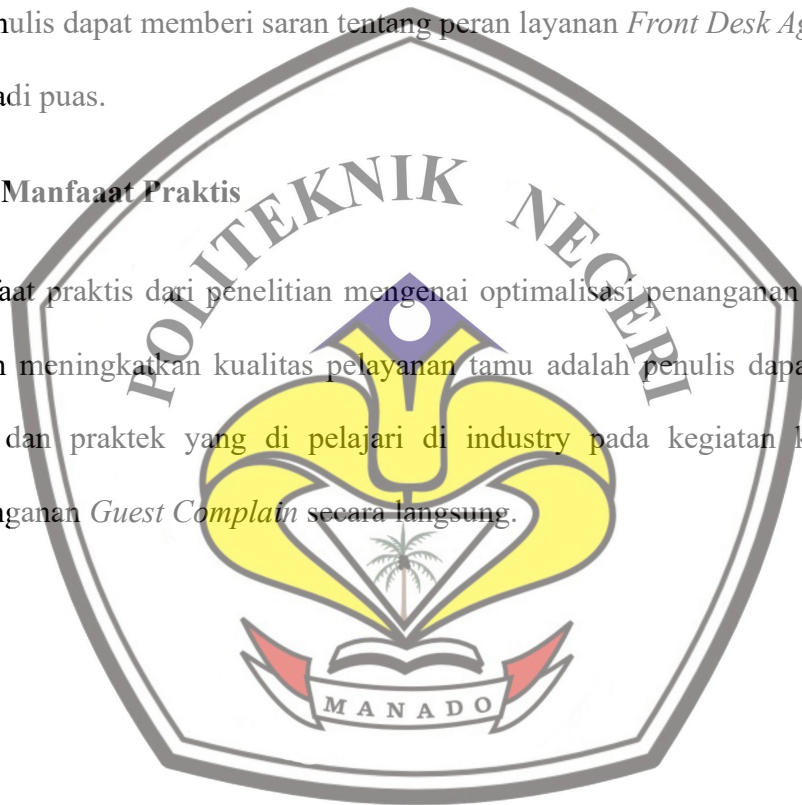 nulis dapat memberi saran tentang peran layanan Front Desk Ag
adi puas.
Manfaaat Praktis
faat praktis dari penelitian mengenai optimalisasi penanganan
n meningkatkan kualitas pelayanan tamu adalah penulis dapa
dan praktek yang di pelajari di industry pada kegiatan k
nganan Guest Complain secara langsung.
POLITEKNIK NEGERI
MANADO